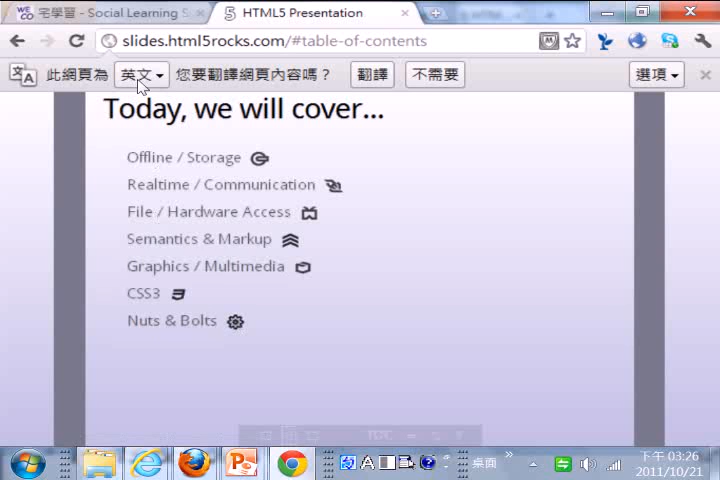 宅學習 - Social Learning S
HTML5 Presentation
slides.html5rocks.com/#table-of-contents
此網頁為 英文 您要翻譯網頁內容嗎? 翻譯 不需要 選項
Today, we will cover...
Offline / Storage
Realtime / Communication
File / Hardware Access
Semantics & Markup
Graphics / Multimedia
CSS3
Nuts & Bolts
桌面
下午 03:26
2011/10/21